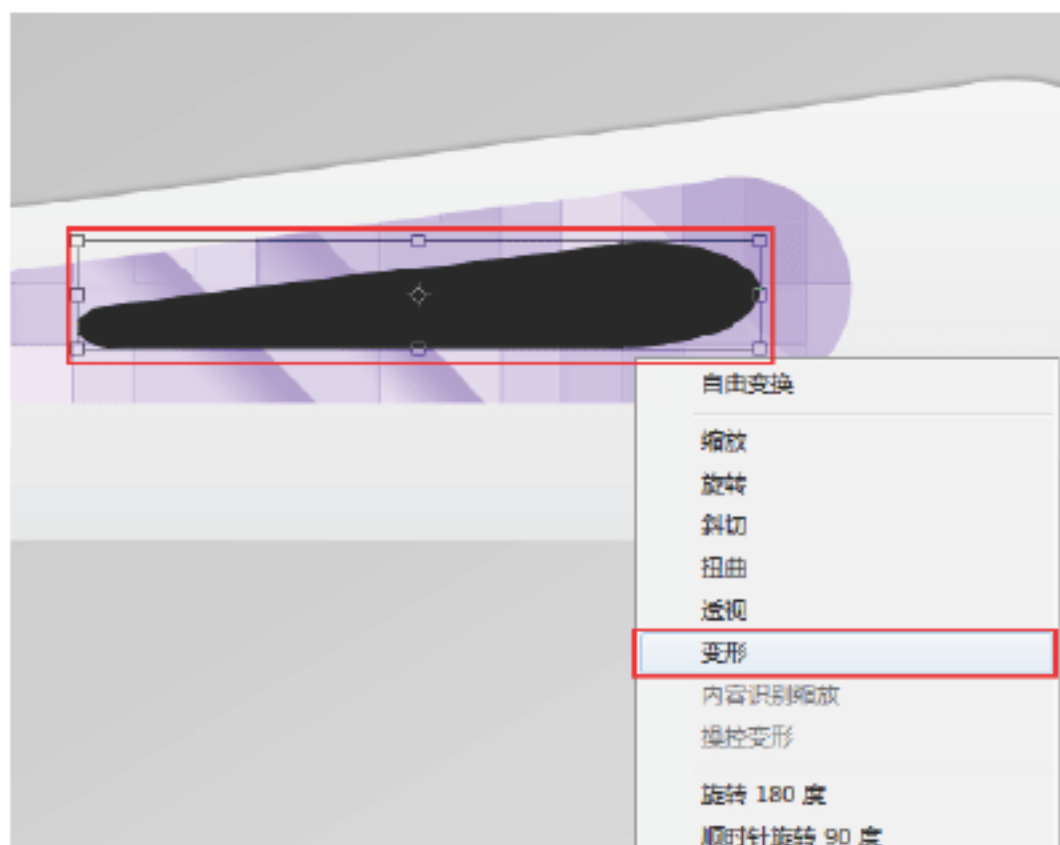 自由变换
缩放
旋转
斜切
扭曲
透视
变形
内容识别缩放
操控变形
旋转 180 度
顺时针旋转 90 度